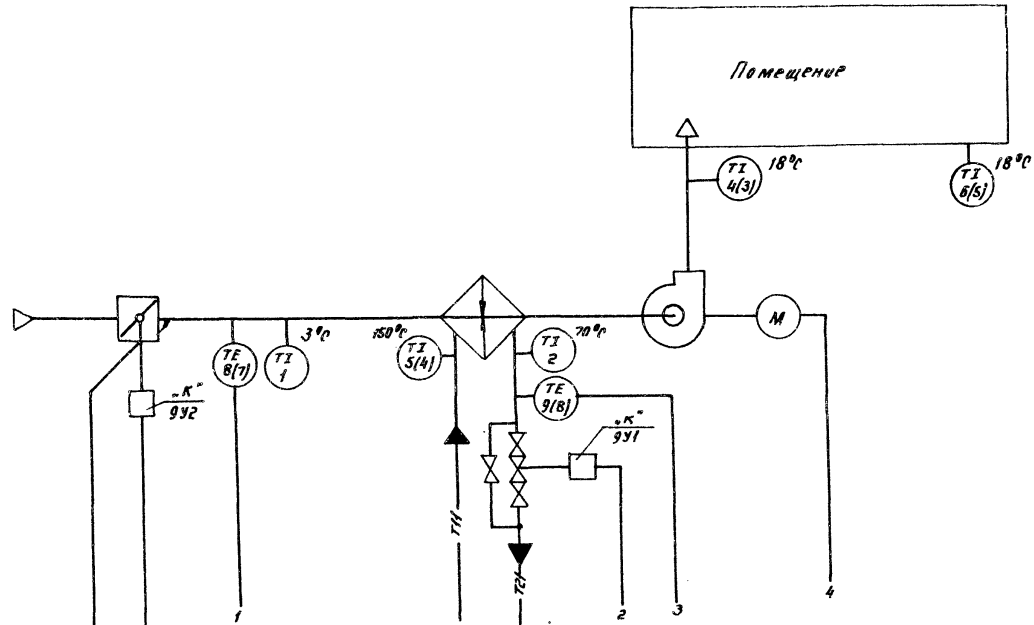 Помещение
TI
4(3)
18°C
TI
6(5)
18°C
3°C
150°C
70°C
M
TE
8(7)
TI
1
TI
5(4)
TI
2
TE
9(8)
„К"
9У2
„К"
9У1
T11
T21
1
2
3
4